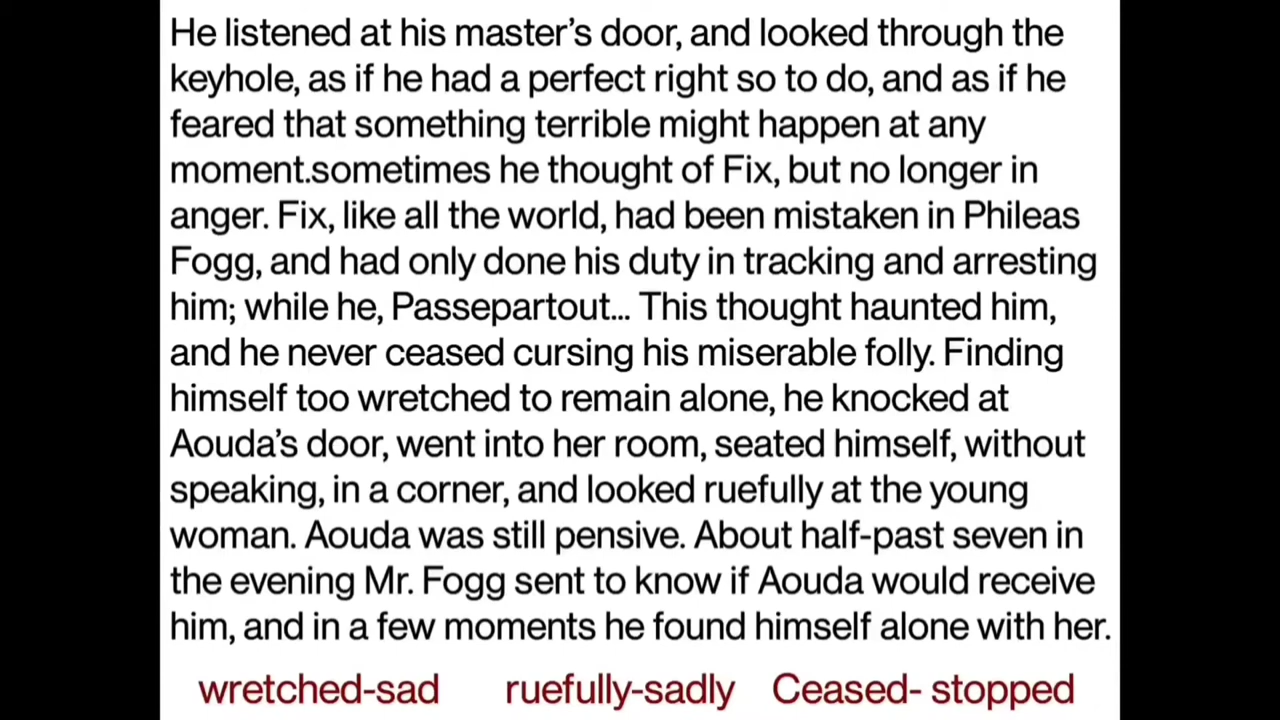 He listened at his master’s door, and looked through the
keyhole, as if he had a perfect right so to do, and as if he
feared that something terrible might happen at any
moment.sometimes he thought of Fix, but no longer in
anger. Fix, like all the world, had been mistaken in Phileas
Fogg, and had only done his duty in tracking and arresting
him; while he, Passepartout... This thought haunted him,
and he never ceased cursing his miserable folly. Finding
himself too wretched to remain alone, he knocked at
Aouda’s door, went into her room, seated himself, without
speaking, in a corner, and looked ruefully at the young
woman. Aouda was still pensive. About half-past seven in
the evening Mr. Fogg sent to know if Aouda would receive
him, and in a few moments he found himself alone with her.
wretched-sad ruefully-sadly Ceased- stopped